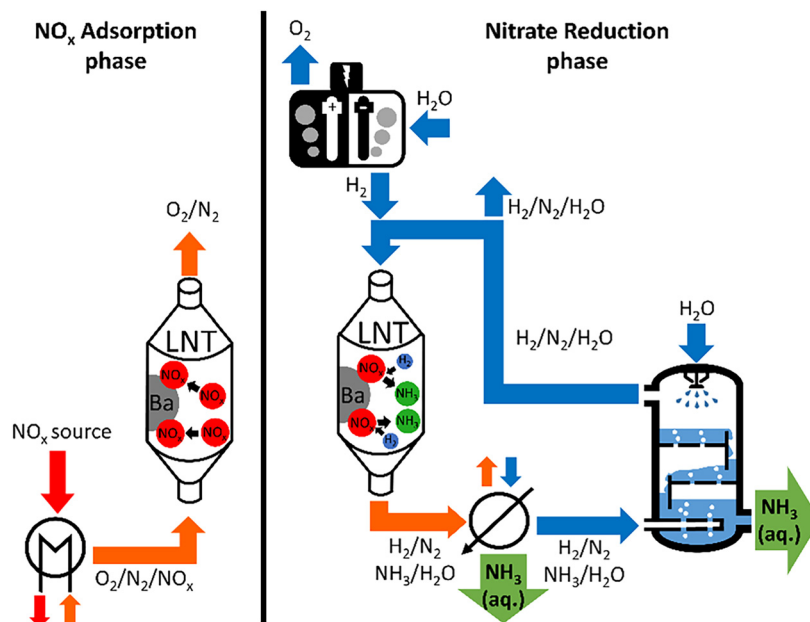 NOₓ Adsorption
phase
O₂/N₂
LNT
NOₓ
NOₓ
Ba
NOₓ
NOₓ
NOₓ source
O₂/N₂/NOₓ
Nitrate Reduction
phase
O₂
+
-
H₂O
H₂
H₂/N₂/H₂O
LNT
NOₓ
H₂
Ba
NH₃
NOₓ
NH₃
H₂
H₂/N₂/H₂O
H₂O
H₂/N₂
NH₃/H₂O
NH₃
(aq.)
H₂/N₂
NH₃/H₂O
NH₃
(aq.)